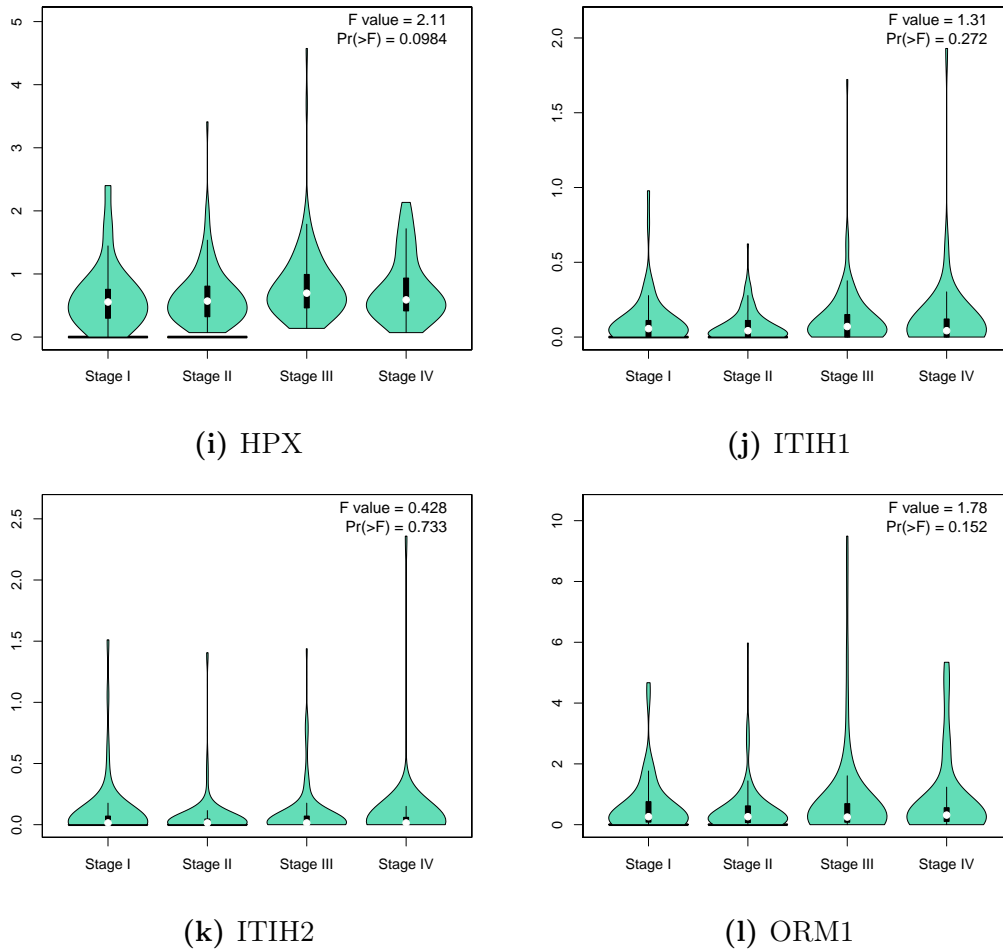 F value = 2.11
Pr(>F) = 0.0984
5
4
3
2
1
0
Stage I Stage II Stage III Stage IV
(i) HPX
F value = 1.31
Pr(>F) = 0.272
2.0
1.5
1.0
0.5
0.0
Stage I Stage II Stage III Stage IV
(j) ITIH1
F value = 0.428
Pr(>F) = 0.733
2.5
2.0
1.5
1.0
0.5
0.0
Stage I Stage II Stage III Stage IV
(k) ITIH2
F value = 1.78
Pr(>F) = 0.152
10
8
6
4
2
0
Stage I Stage II Stage III Stage IV
(l) ORM1